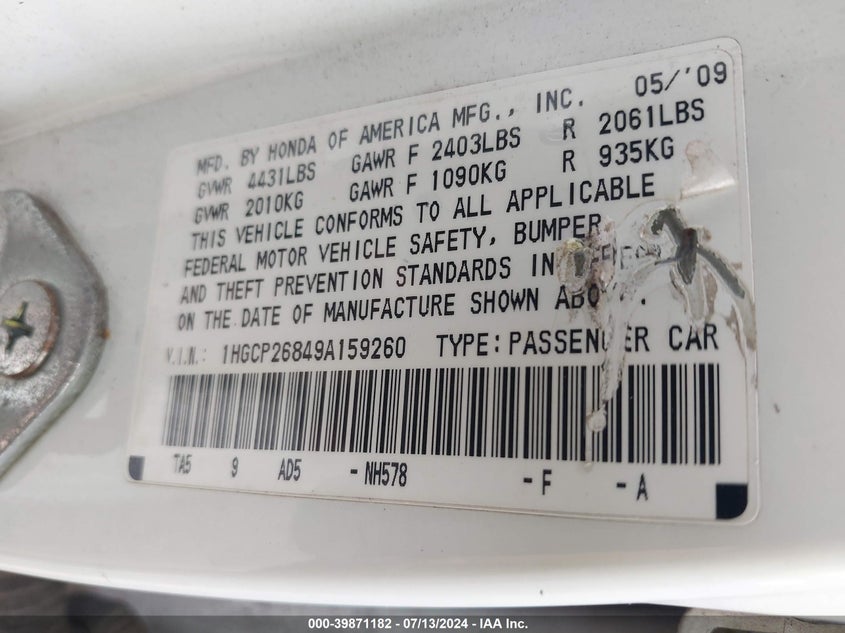 05/'09
MFD. BY HONDA OF AMERICA MFG., INC.
GVWR 4431LBS GAWR F 2403LBS R 2061LBS
GVWR 2010KG GAWR F 1090KG R 935KG
THIS VEHICLE CONFORMS TO ALL APPLICABLE
FEDERAL MOTOR VEHICLE SAFETY, BUMPER,
AND THEFT PREVENTION STANDARDS IN
ON THE DATE OF MANUFACTURE SHOWN ABOVE.
V.I.N.: 1HGCP26849A159260 TYPE: PASSENGER CAR
TA5 9 AD5 -NH578 -F -A
000-39871182 - 07/13/2024 - IAA Inc.